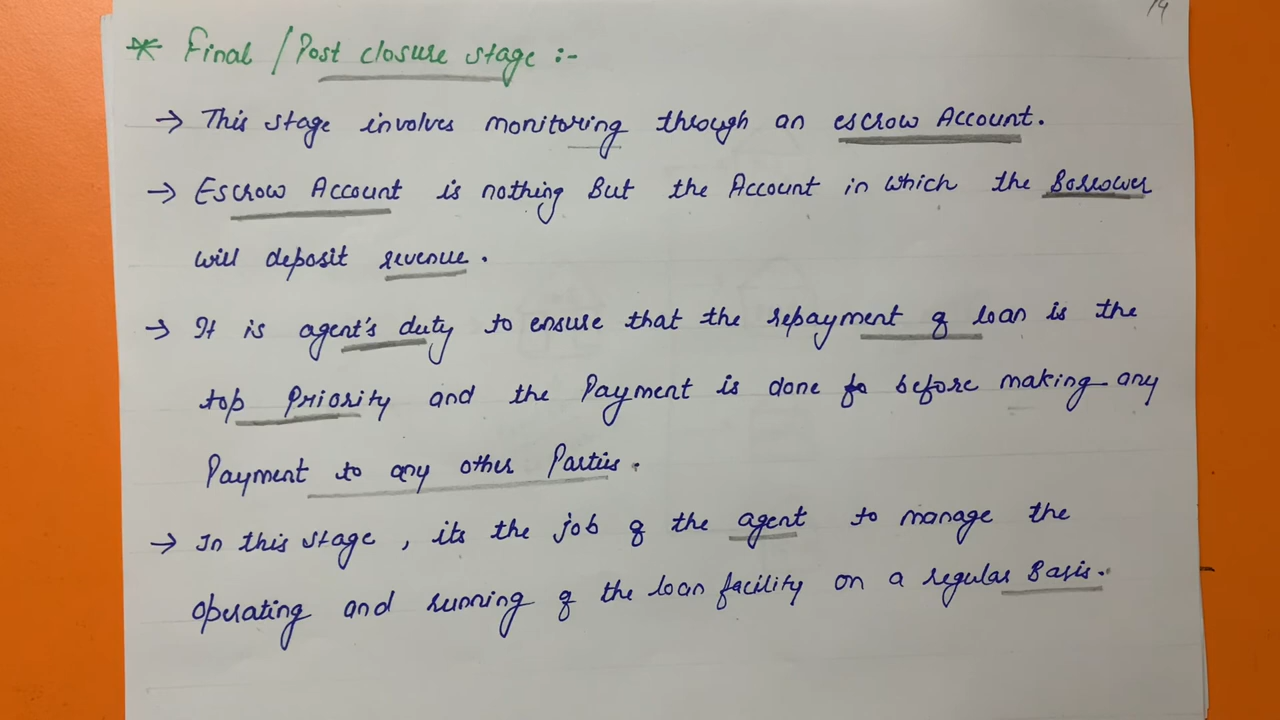 14
* Final / Post closure stage :-
→ This stage involves monitoring through an escrow Account.
→ Escrow Account is nothing But the Account in which the Borrower
will deposit revenue.
→ It is agent's duty to ensure that the repayment of loan is the
top Priority and the Payment is done before making any
Payment to any other Parties.
→ In this stage, its the job of the agent to manage the
operating and running of the loan facility on a regular Basis.